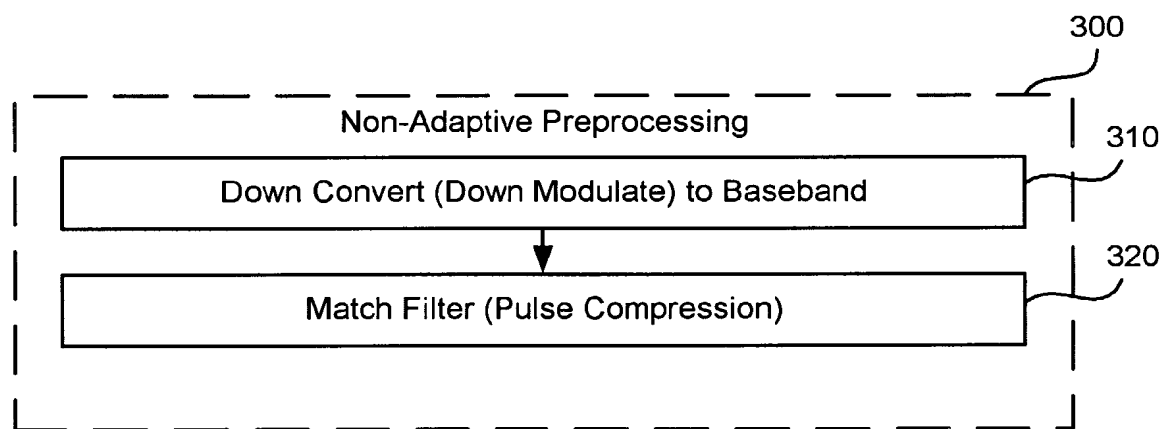 300
Non-Adaptive Preprocessing
310
Down Convert (Down Modulate) to Baseband
320
Match Filter (Pulse Compression)